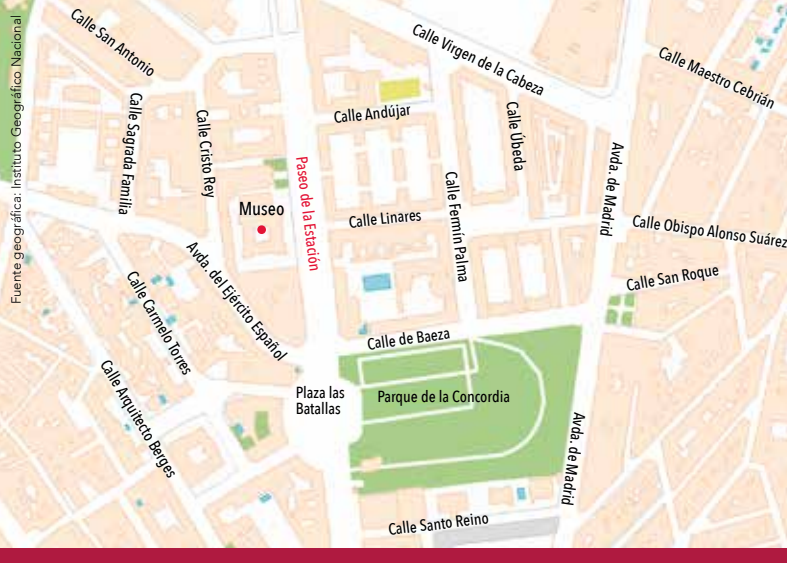 Fuente geográfica: Instituto Geográfico Nacional
Calle San Antonio
Calle Virgen de la Cabeza
Calle Maestro Cebrián
Calle Sagrada Familia
Calle Cristo Rey
Calle Andújar
Calle Úbeda
Avda. de Madrid
Paseo de la Estación
Museo
Calle Linares
Calle Fermín Palma
Calle Obispo Alonso Suárez
Calle San Roque
Avda. del Ejército Español
Calle Carmelo Torres
Calle de Baeza
Calle Arquitecto Berges
Plaza las
Batallas
Parque de la Concordia
Avda. de Madrid
Calle Santo Reino